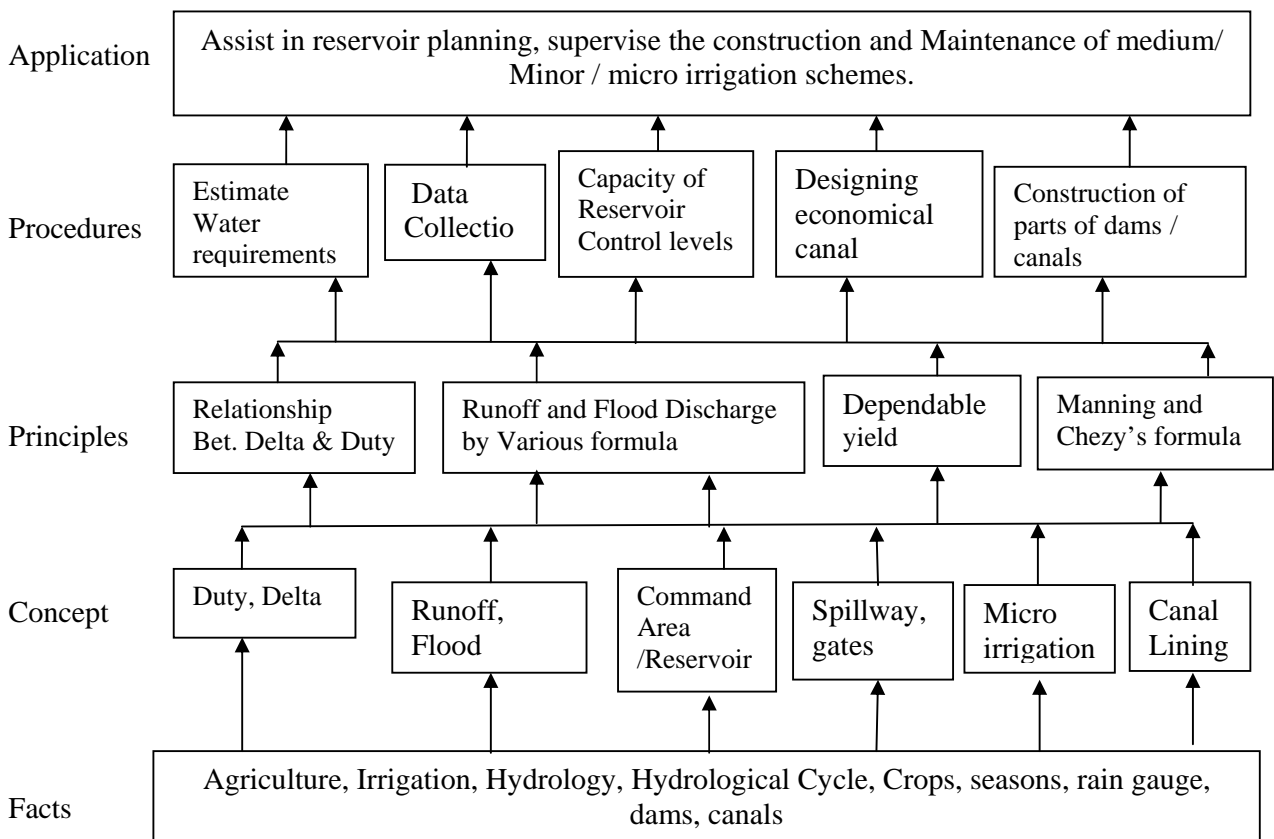 Application
Assist in reservoir planning, supervise the construction and Maintenance of medium/
Minor / micro irrigation schemes.
Procedures
Estimate
Water
requirements
Data
Collectio
Capacity of
Reservoir
Control levels
Designing
economical
canal
Construction of
parts of dams /
canals
Principles
Relationship
Bet. Delta & Duty
Runoff and Flood Discharge
by Various formula
Dependable
yield
Manning and
Chezy’s formula
Concept
Duty, Delta
Runoff,
Flood
Command
Area
/Reservoir
Spillway,
gates
Micro
irrigation
Canal
Lining
Facts
Agriculture, Irrigation, Hydrology, Hydrological Cycle, Crops, seasons, rain gauge,
dams, canals